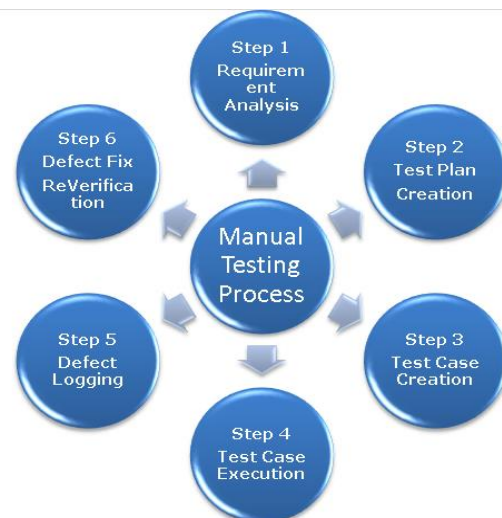 Step 1
Requirem
ent
Analysis
Step 2
Test Plan
Creation
Step 3
Test Case
Creation
Step 4
Test Case
Execution
Step 5
Defect
Logging
Step 6
Defect Fix
ReVerifica
tion
Manual
Testing
Process